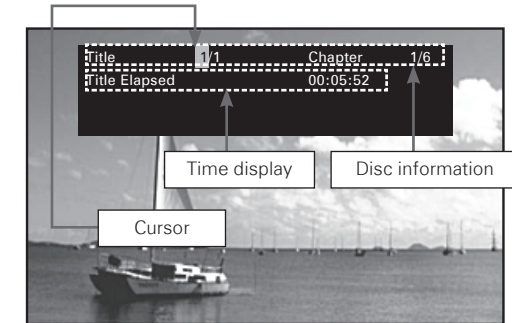 Title 1/1 Chapter 1/6
Title Elapsed 00:05:52
Time display
Disc information
Cursor